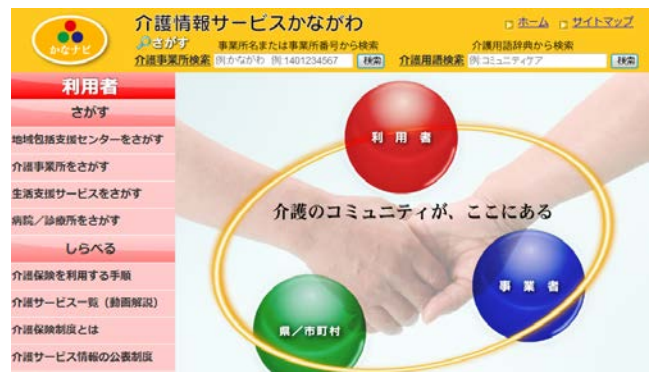 かなナビ
介護情報サービスかながわ
ホーム サイトマップ
さがす
事業所名または事業所番号から検索
介護用語辞典から検索
介護事業所検索 例:かながわ 例:1401234567 検索
介護用語検索 例:コミュニティケア 検索
利用者
さがす
地域包括支援センターをさがす
介護事業所をさがす
生活支援サービスをさがす
病院／診療所をさがす
しらべる
介護保険を利用する手順
介護サービス一覧（動画解説）
介護保険制度とは
介護サービス情報の公表制度
利用者
介護のコミュニティが、ここにある
事業者
県／市町村